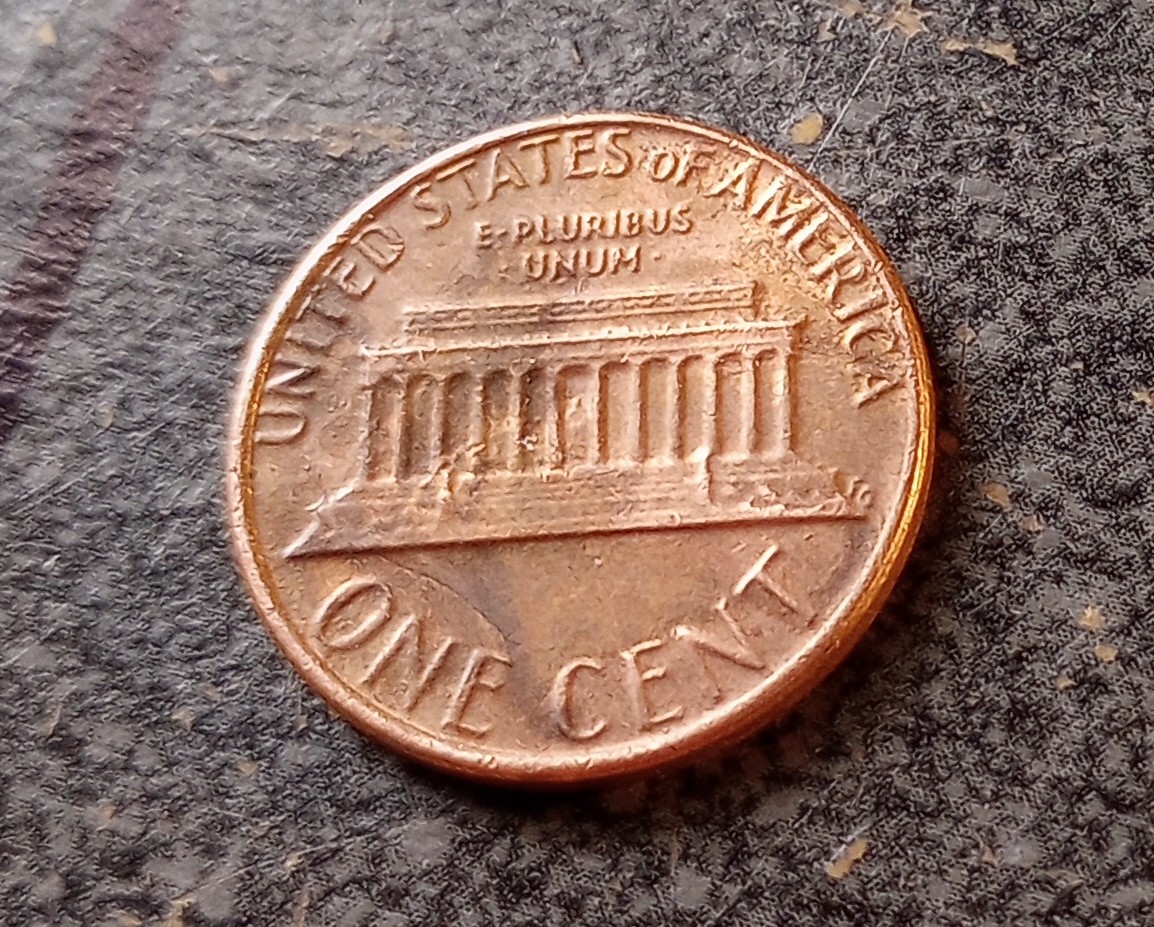 UNITED STATES OF AMERICA
E·PLURIBUS
·UNUM·
ONE CENT